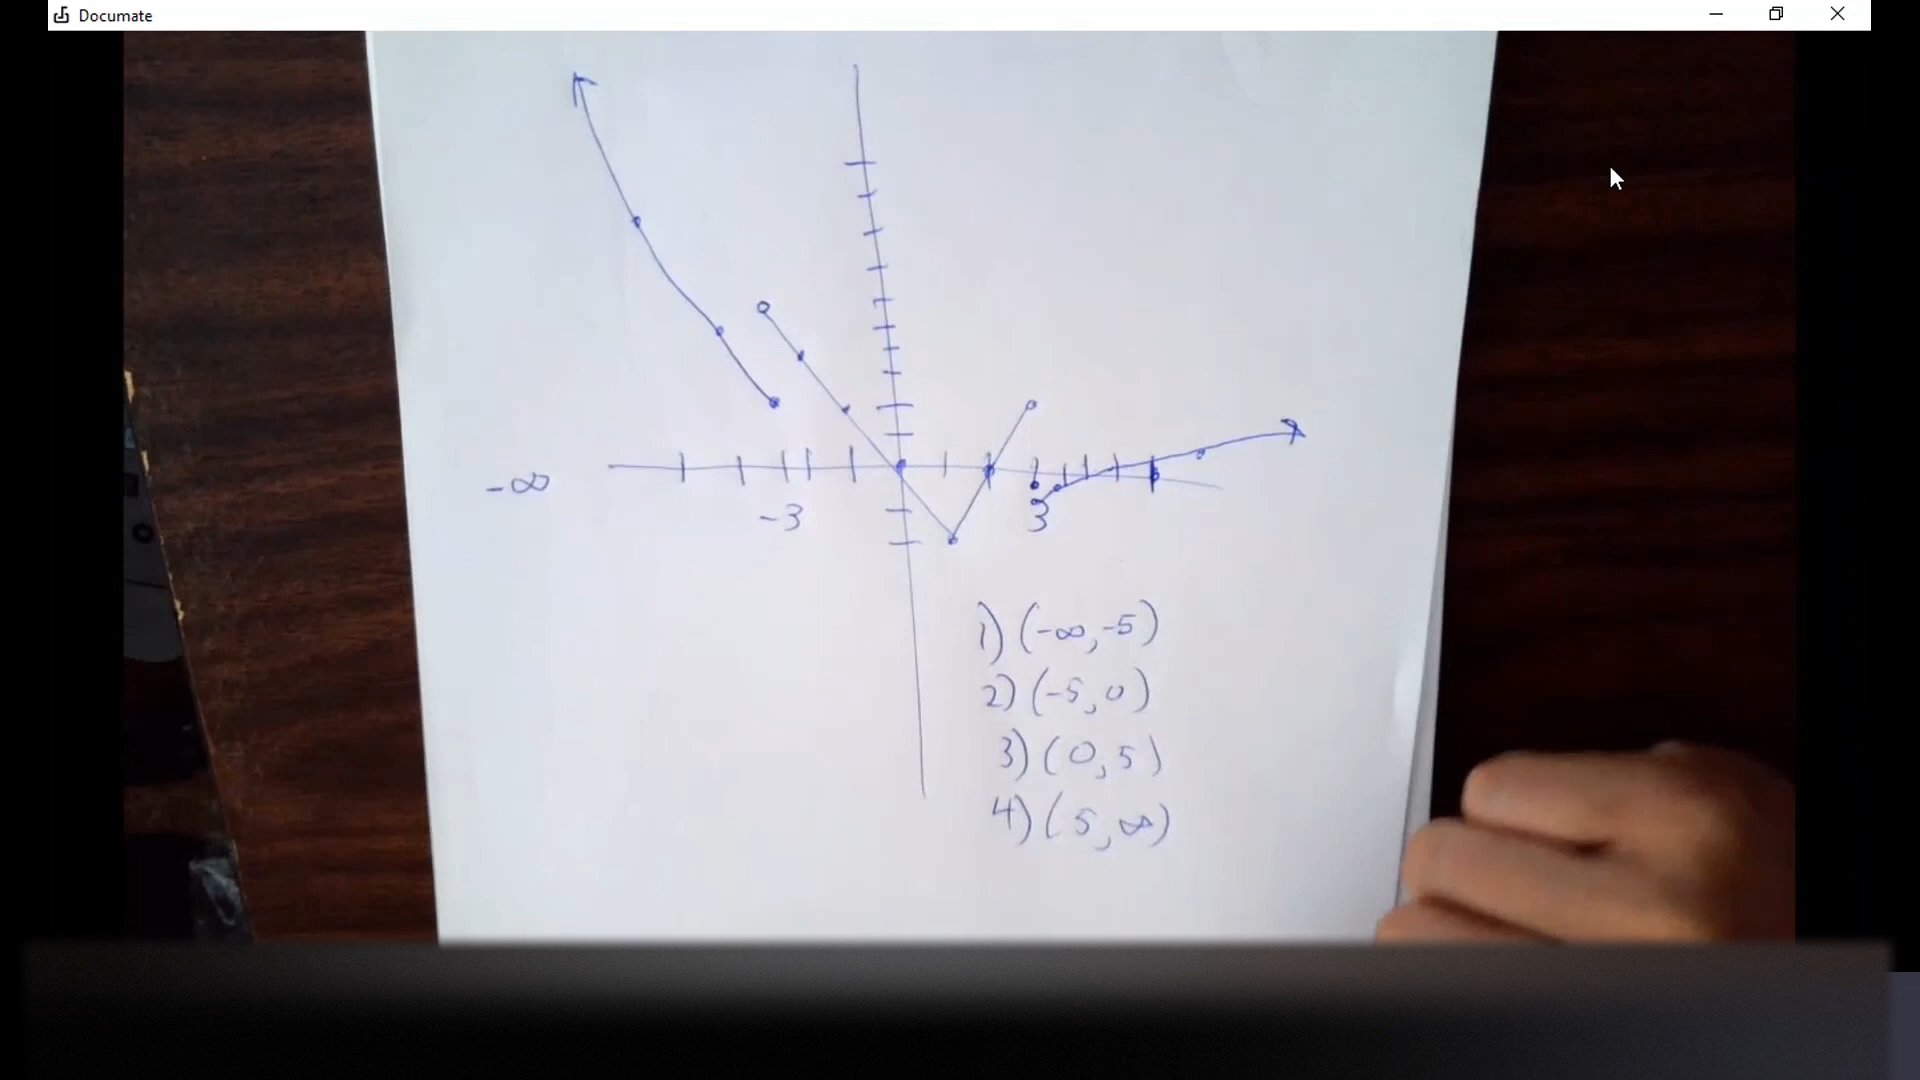 Documate
-∞
-3
3
1) (-∞, -5)
2) (-5, 0)
3) (0, 5)
4) (5, ∞)